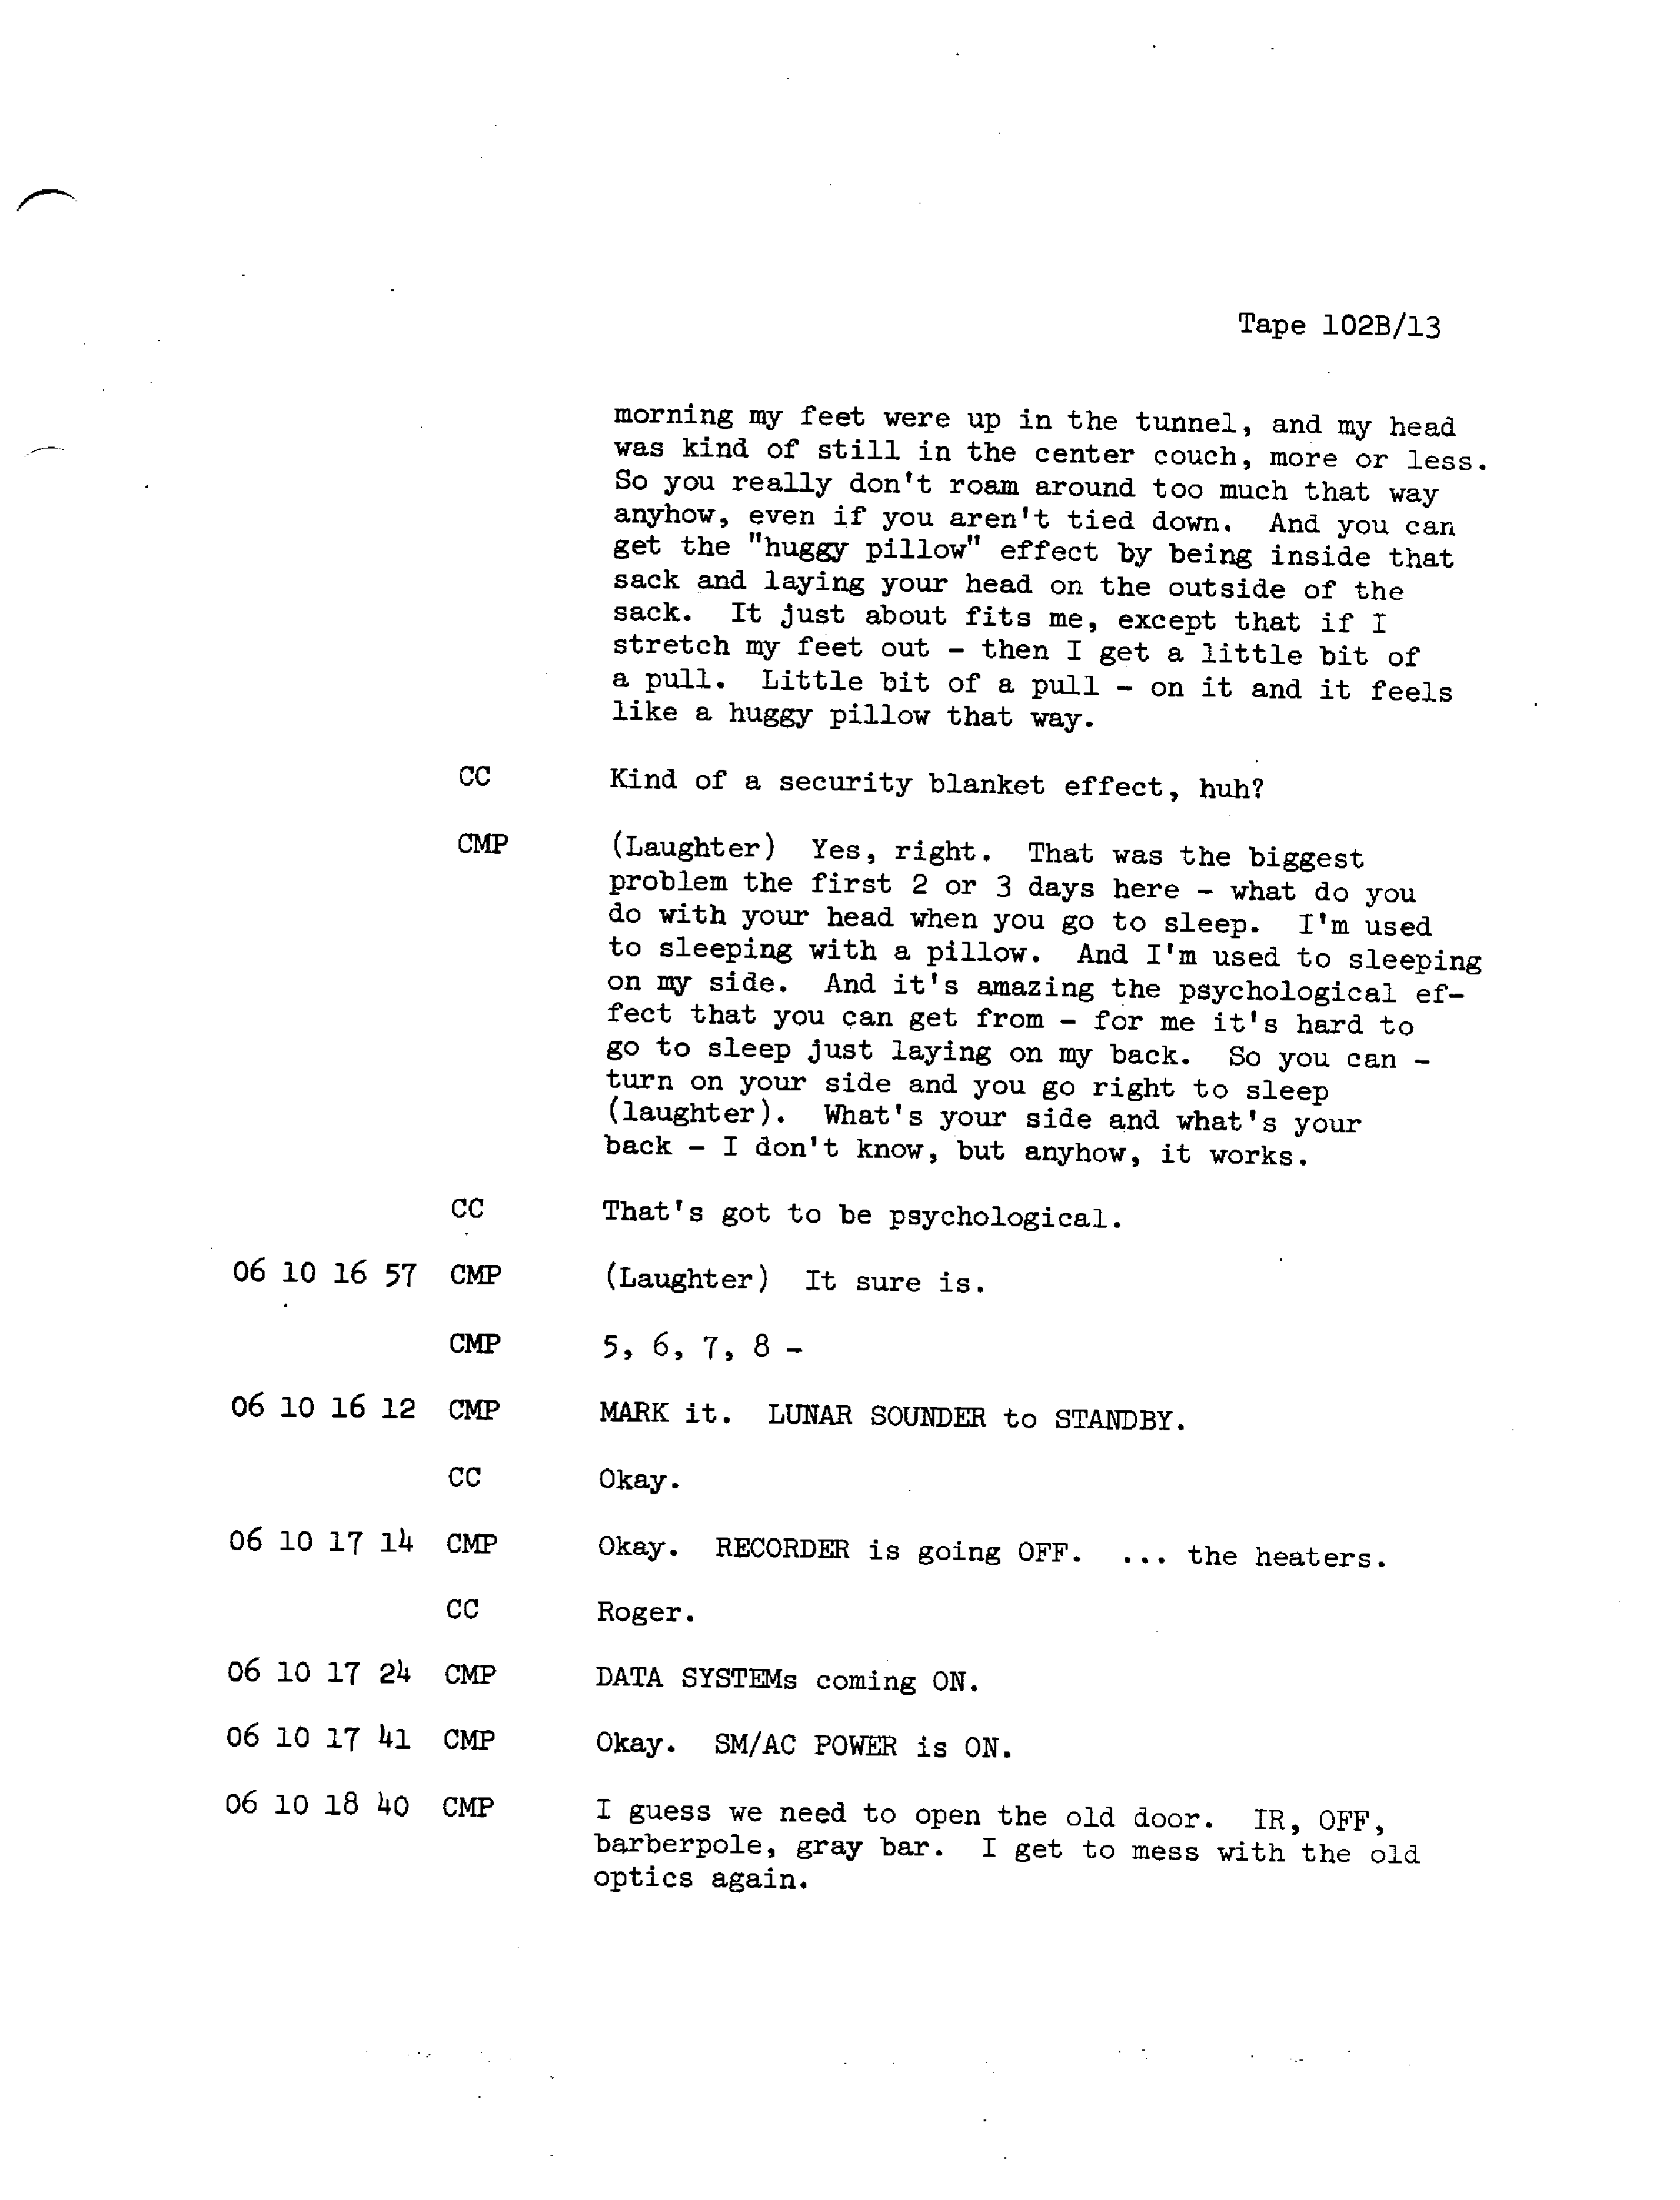 Tape 102B/13
morning my feet were up in the tunnel, and my head
was kind of still in the center couch, more or less.
So you really don't roam around too much that way
anyhow, even if you aren't tied down. And you can
get the "huggy pillow" effect by being inside that
sack and laying your head on the outside of the
sack. It just about fits me, except that if I
stretch my feet out - then I get a little bit of
a pull. Little bit of a pull - on it and it feels
like a huggy pillow that way.
CC Kind of a security blanket effect, huh?
CMP (Laughter) Yes, right. That was the biggest
problem the first 2 or 3 days here - what do you
do with your head when you go to sleep. I'm used
to sleeping with a pillow. And I'm used to sleeping
on my side. And it's amazing the psychological ef-
fect that you can get from - for me it's hard to
go to sleep just laying on my back. So you can -
turn on your side and you go right to sleep
(laughter). What's your side and what's your
back - I don't know, but anyhow, it works.
CC That's got to be psychological.
06 10 16 57 CMP (Laughter) It sure is.
CMP 5, 6, 7, 8 -
06 10 16 12 CMP MARK it. LUNAR SOUNDER to STANDBY.
CC Okay.
06 10 17 14 CMP Okay. RECORDER is going OFF. ... the heaters.
CC Roger.
06 10 17 24 CMP DATA SYSTEMs coming ON.
06 10 17 41 CMP Okay. SM/AC POWER is ON.
06 10 18 40 CMP I guess we need to open the old door. IR, OFF,
barberpole, gray bar. I get to mess with the old
optics again.